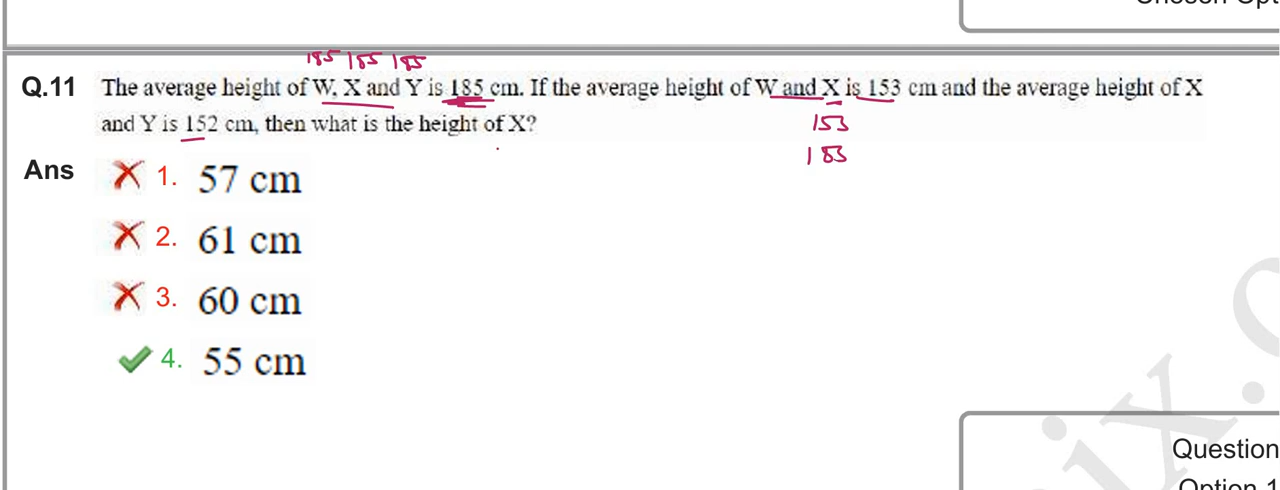 185 155 185
Q.11 The average height of W, X and Y is 185 cm. If the average height of W and X is 153 cm and the average height of X
and Y is 152 cm, then what is the height of X?
153
183
Ans
1. 57 cm
2. 61 cm
3. 60 cm
4. 55 cm
Question